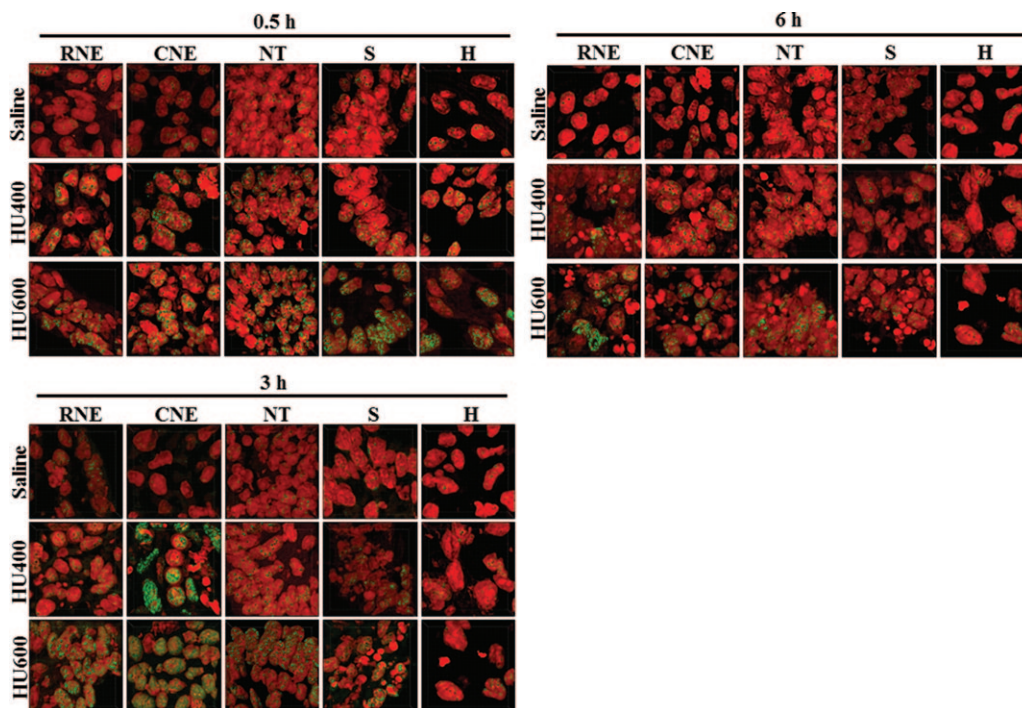 0.5 h
RNE CNE NT S H
Saline
HU400
HU600
6 h
RNE CNE NT S H
Saline
HU400
HU600
3 h
RNE CNE NT S H
Saline
HU400
HU600